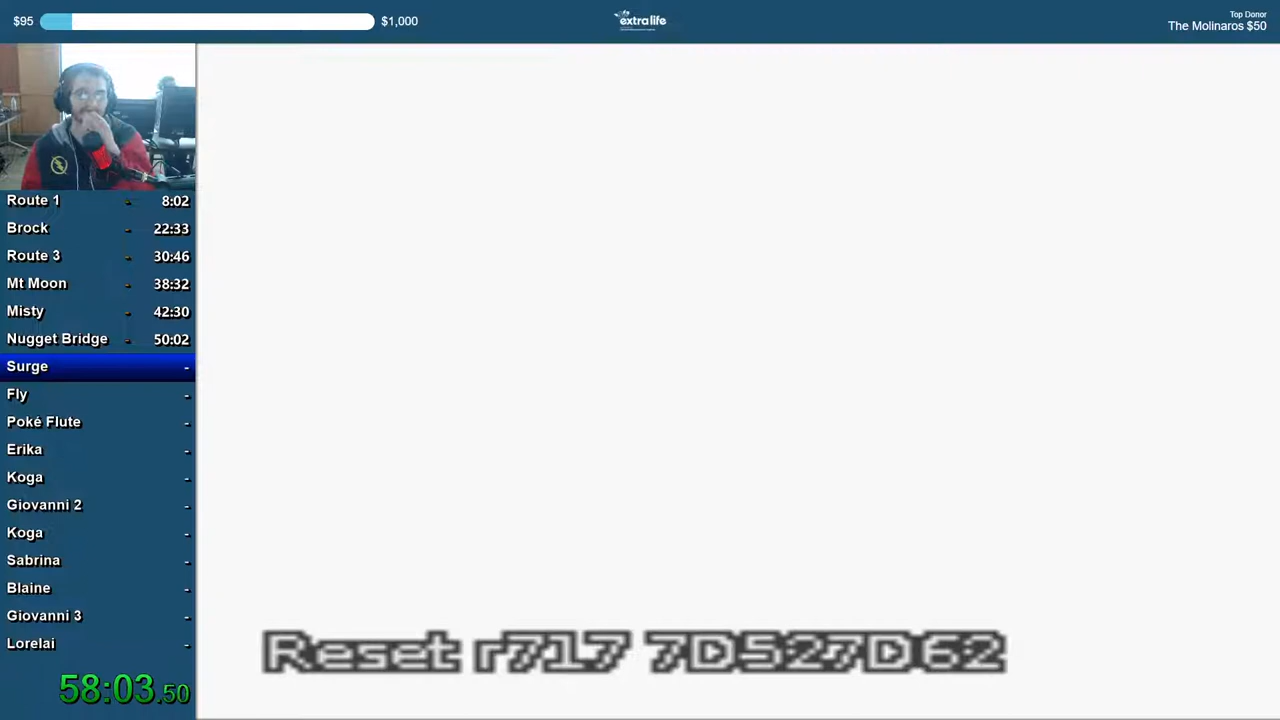 $95 $1,000
extralife
Top Donor
The Molinaros $50
Route 1 - 8:02
Brock - 22:33
Route 3 - 30:46
Mt Moon - 38:32
Misty - 42:30
Nugget Bridge - 50:02
Surge -
Fly -
Poké Flute -
Erika -
Koga -
Giovanni 2 -
Koga -
Sabrina -
Blaine -
Giovanni 3 -
Lorelai -
58:03.50
Reset r717 7D527D62